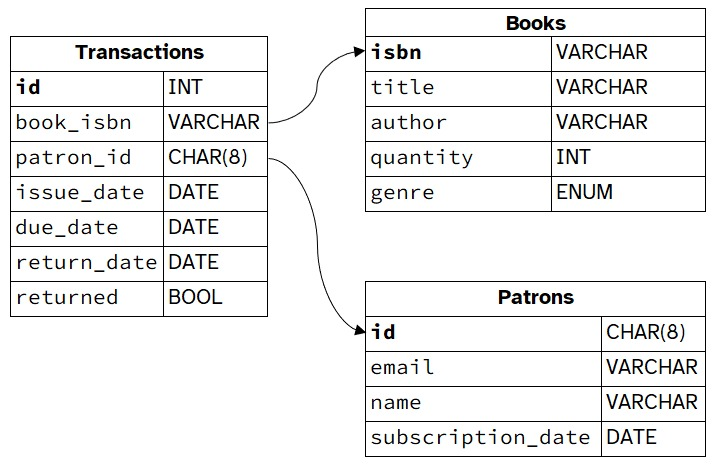 Transactions
id INT
book_isbn VARCHAR
patron_id CHAR(8)
issue_date DATE
due_date DATE
return_date DATE
returned BOOL
Books
isbn VARCHAR
title VARCHAR
author VARCHAR
quantity INT
genre ENUM
Patrons
id CHAR(8)
email VARCHAR
name VARCHAR
subscription_date DATE